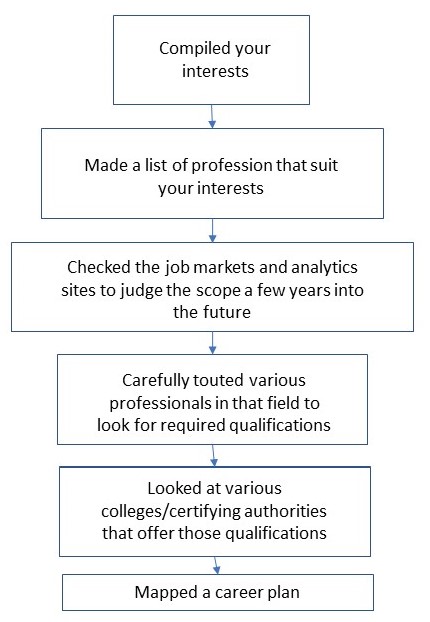 Compiled your
interests
Made a list of profession that suit
your interests
Checked the job markets and analytics
sites to judge the scope a few years into
the future
Carefully touted various
professionals in that field to
look for required qualifications
Looked at various
colleges/certifying authorities
that offer those qualifications
Mapped a career plan